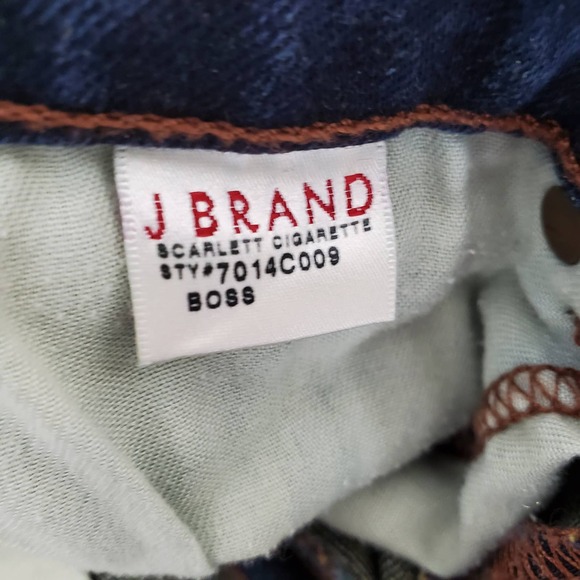 J BRAND
SCARLETT CIGARETTE
STY#7014C009
BOSS